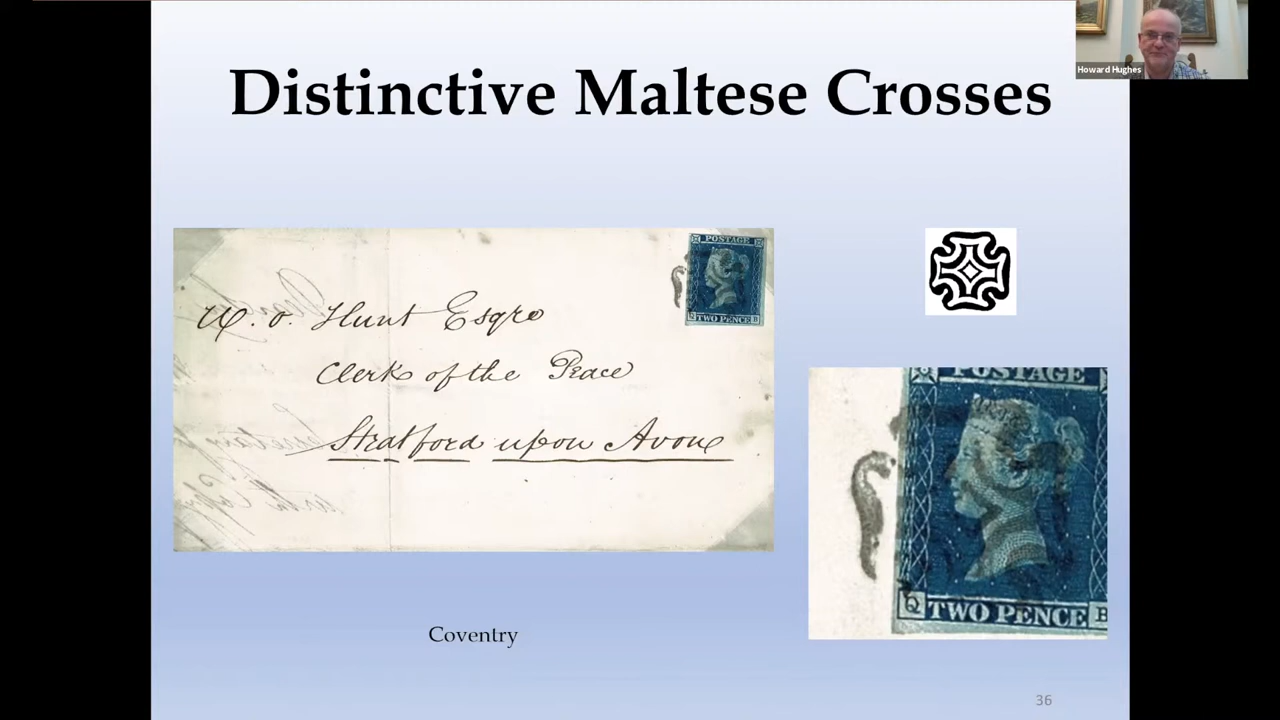 Distinctive Maltese Crosses
Howard Hughes
POSTAGE
TWO PENCE
W. O. Hunt Esqre
Clerk of the Peace
Stratford upon Avon
POSTAGE
Q TWO PENCE B
Coventry
36